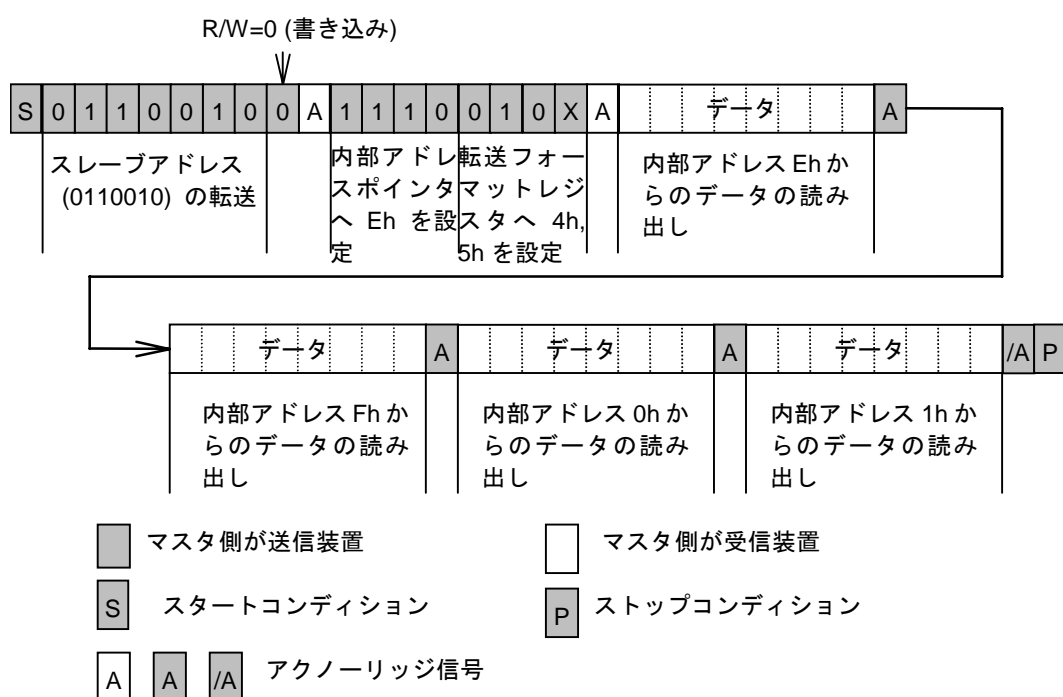 R/W=0 (書き込み)
S 0 1 1 0 0 1 0 0 A 1 1 1 0 0 1 0 X A データ A
スレーブアドレス
(0110010) の転送
内部アドレ
スポインタ
へ Eh を設
定
転送フォー
マットレジ
スタへ 4h,
5h を設定
内部アドレス Eh か
らのデータの読み
出し
データ A データ A データ /A P
内部アドレス Fh か
らのデータの読み
出し
内部アドレス 0h か
らのデータの読み
出し
内部アドレス 1h か
らのデータの読み
出し
マスタ側が送信装置
マスタ側が受信装置
S スタートコンディション
P ストップコンディション
A A /A アクノーリッジ信号